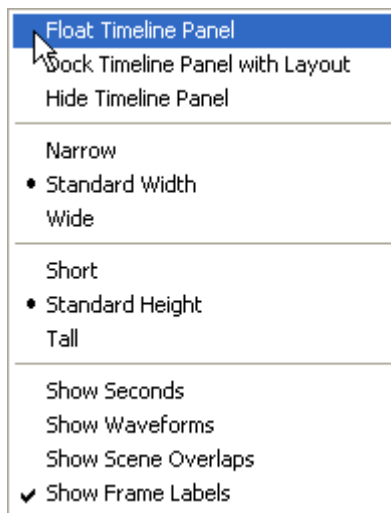 Float Timeline Panel
Dock Timeline Panel with Layout
Hide Timeline Panel
Narrow
Standard Width
Wide
Short
Standard Height
Tall
Show Seconds
Show Waveforms
Show Scene Overlaps
Show Frame Labels